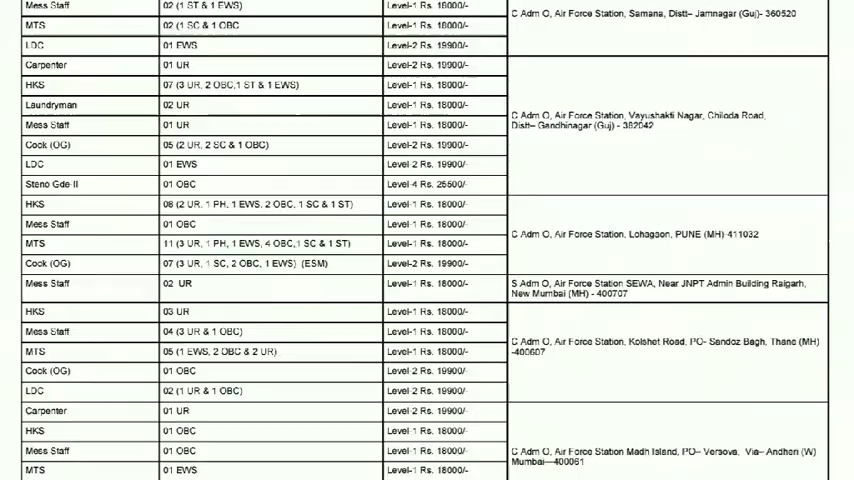 Mess Staff 02 (1 ST & 1 EWS) Level-1 Rs. 18000/-
C Adm O, Air Force Station, Samana, Distt– Jamnagar (Guj)- 360520
MTS 02 (1 SC & 1 OBC Level-1 Rs. 18000/-
LDC 01 EWS Level-2 Rs. 19900/-
Carpenter 01 UR Level-2 Rs. 19900/-
HKS 07 (3 UR, 2 OBC,1 ST & 1 EWS) Level-1 Rs. 18000/-
Laundryman 02 UR Level-1 Rs. 18000/-
C Adm O, Air Force Station, Vayushakti Nagar, Chiloda Road,
Distt– Gandhinagar (Guj) - 382042
Mess Staff 01 UR Level-1 Rs. 18000/-
Cook (OG) 05 (2 UR, 2 SC & 1 OBC) Level-2 Rs. 19900/-
LDC 01 EWS Level-2 Rs. 19900/-
Steno Gde-II 01 OBC Level-4 Rs. 25500/-
HKS 08 (2 UR, 1 PH, 1 EWS, 2 OBC, 1 SC & 1 ST) Level-1 Rs. 18000/-
Mess Staff 01 OBC Level-1 Rs. 18000/-
C Adm O, Air Force Station, Lohagaon, PUNE (MH)-411032
MTS 11 (3 UR, 1 PH, 1 EWS, 4 OBC,1 SC & 1 ST) Level-1 Rs. 18000/-
Cook (OG) 07 (3 UR, 1 SC, 2 OBC, 1 EWS) (ESM) Level-2 Rs. 19900/-
Mess Staff 02 UR Level-1 Rs. 18000/-
S Adm O, Air Force Station SEWA, Near JNPT Admin Building Raigarh,
New Mumbai (MH) - 400707
HKS 03 UR Level-1 Rs. 18000/-
Mess Staff 04 (3 UR & 1 OBC) Level-1 Rs. 18000/-
C Adm O, Air Force Station, Kolshet Road, PO- Sandoz Bagh, Thane (MH)
-400607
MTS 05 (1 EWS, 2 OBC & 2 UR) Level-1 Rs. 18000/-
Cook (OG) 01 OBC Level-2 Rs. 19900/-
LDC 02 (1 UR & 1 OBC) Level-2 Rs. 19900/-
Carpenter 01 UR Level-2 Rs. 19900/-
HKS 01 OBC Level-1 Rs. 18000/-
Mess Staff 01 OBC Level-1 Rs. 18000/-
C Adm O, Air Force Station Madh Island, PO– Versova, Via– Andheri (W)
Mumbai—400061
MTS 01 EWS Level-1 Rs. 18000/-